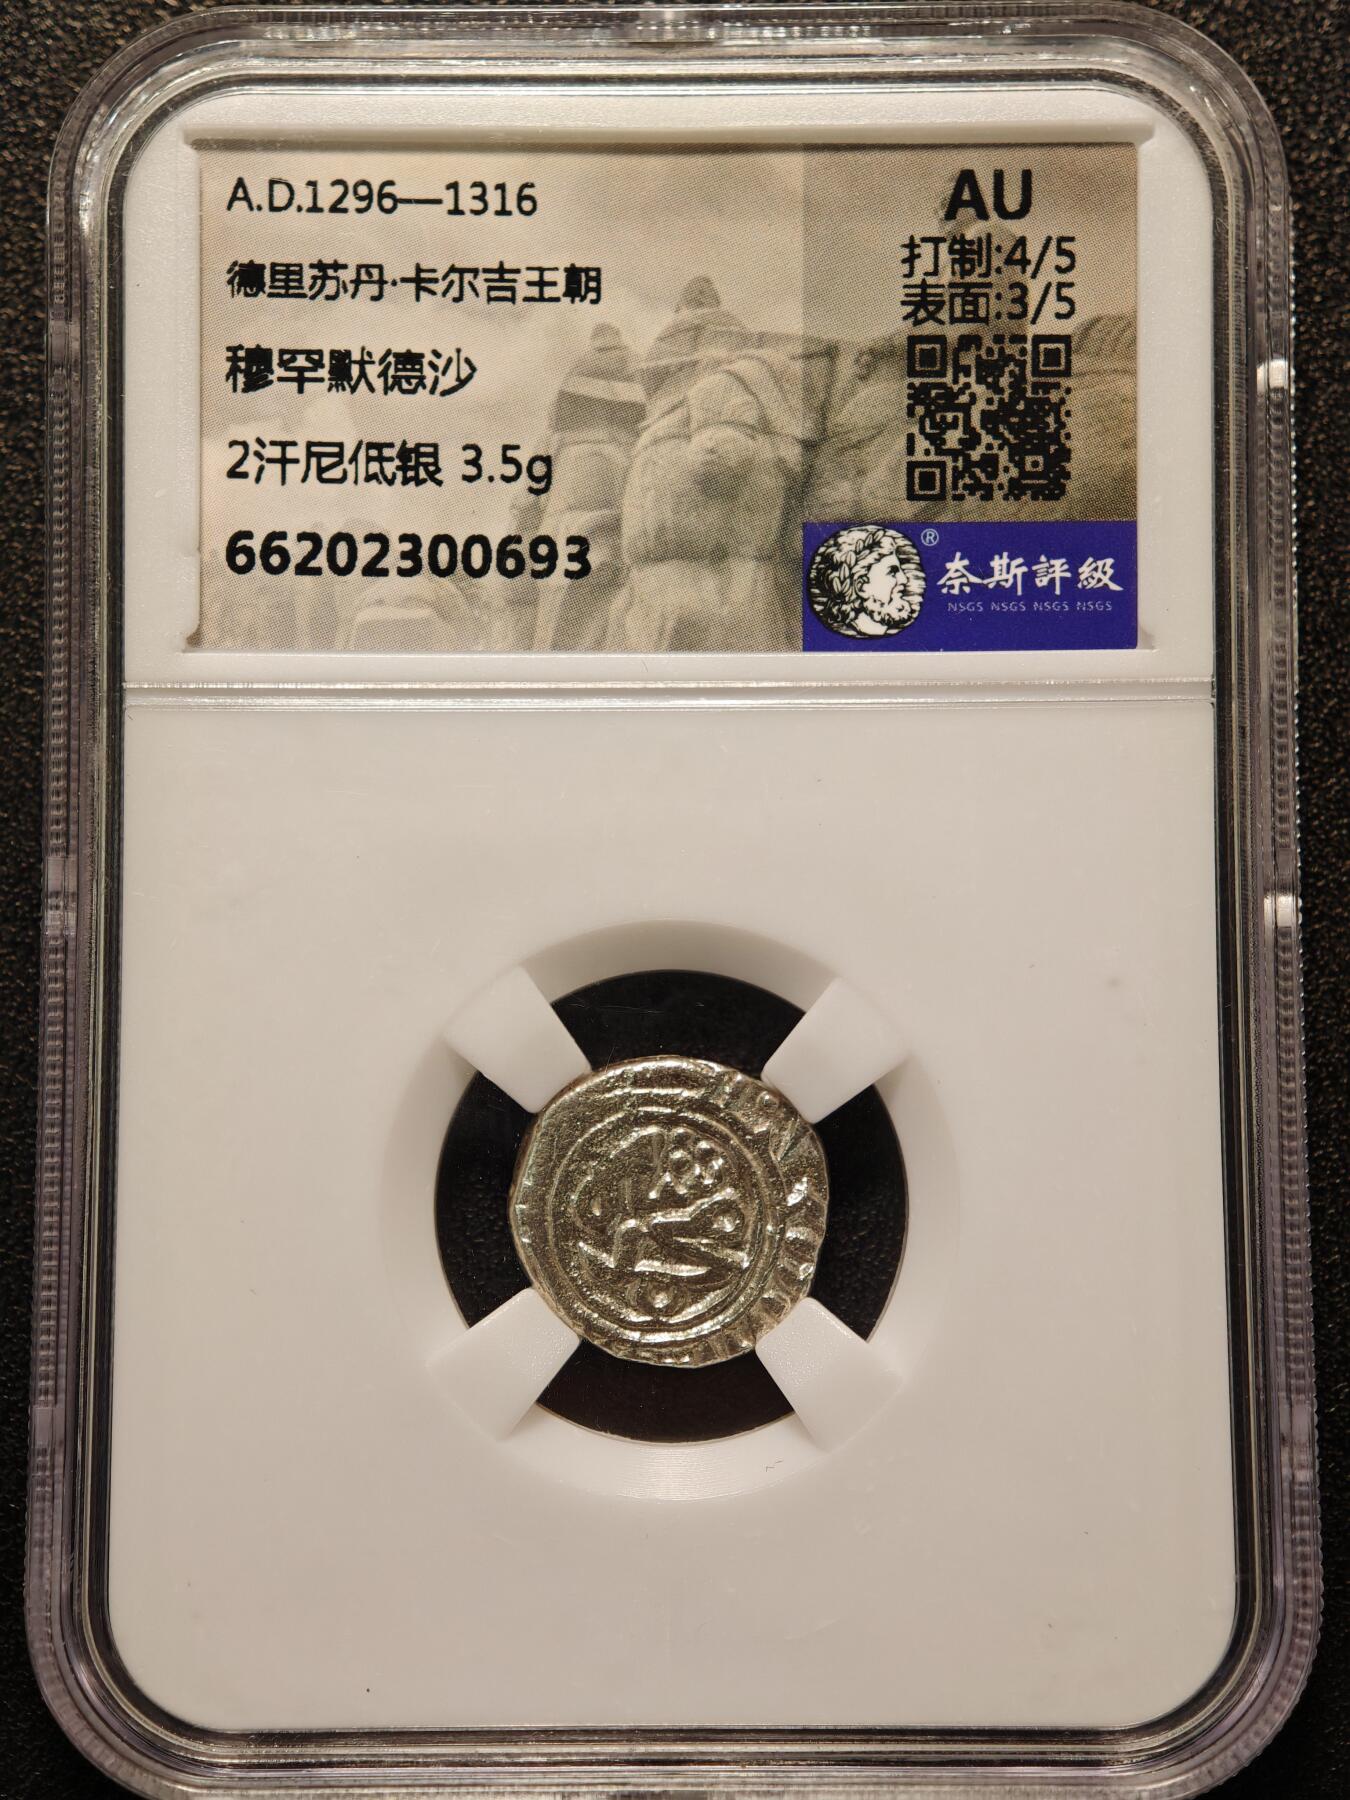 A.D.1296—1316
德里苏丹·卡尔吉王朝
穆罕默德沙
2汗尼低银 3.5g
66202300693
AU
打制:4/5
表面:3/5
®
奈斯評級
NSGS NSGS NSGS NSGS